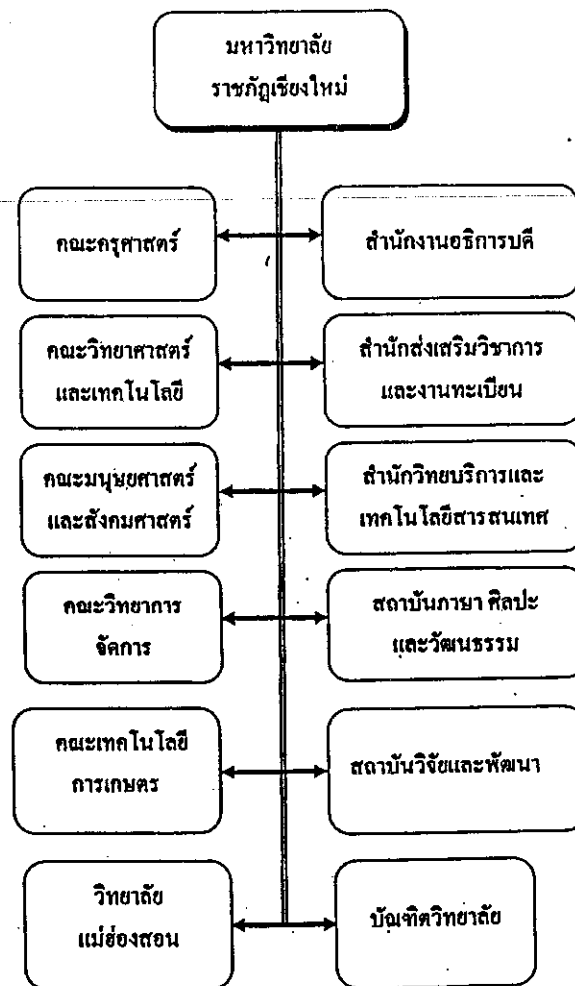 มหาวิทยาลัย
ราชภัฏเชียงใหม่
คณะครุศาสตร์
สำนักงานอธิการบดี
คณะวิทยาศาสตร์
และเทคโนโลยี
สำนักส่งเสริมวิชาการ
และงานทะเบียน
คณะมนุษยศาสตร์
และสังคมศาสตร์
สำนักวิทยบริการและ
เทคโนโลยีสารสนเทศ
คณะวิทยาการ
จัดการ
สถาบันภาษา ศิลปะ
และวัฒนธรรม
คณะเทคโนโลยี
การเกษตร
สถาบันวิจัยและพัฒนา
วิทยาลัย
แม่ฮ่องสอน
บัณฑิตวิทยาลัย